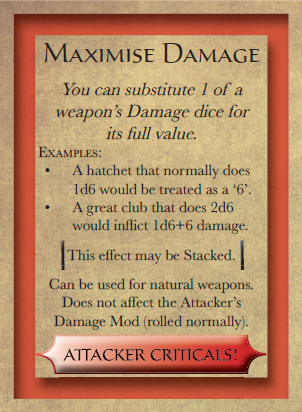 MAXIMISE DAMAGE
You can substitute 1 of a
weapon's Damage dice for
its full value.
EXAMPLES:
• A hatchet that normally does
1d6 would be treated as a '6'.
• A great club that does 2d6
would inflict 1d6+6 damage.
This effect may be Stacked.
Can be used for natural weapons.
Does not affect the Attacker's
Damage Mod (rolled normally).
ATTACKER CRITICALS!